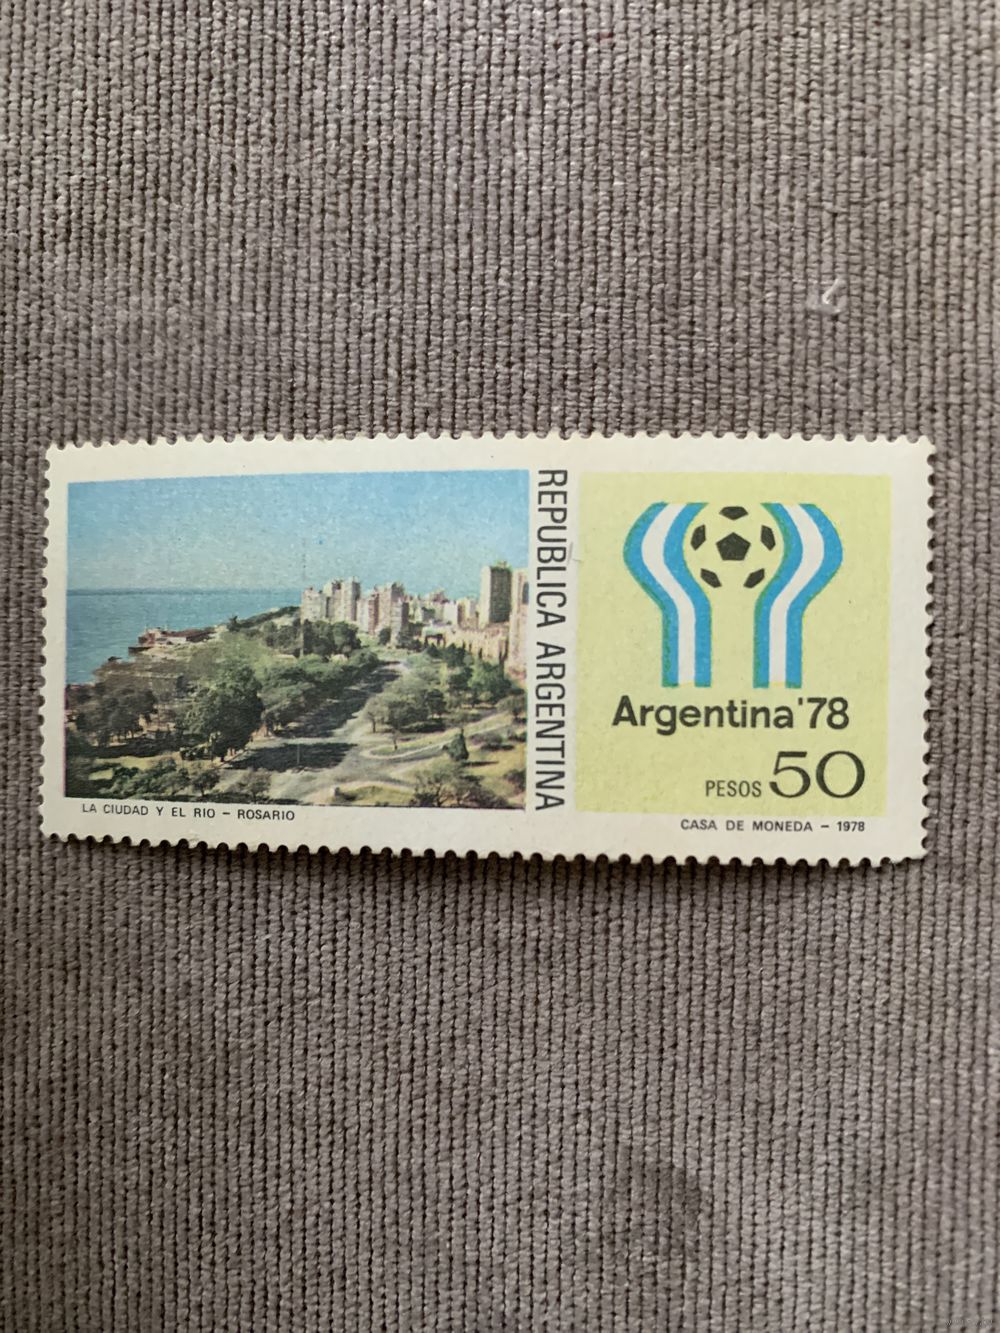 REPUBLICA ARGENTINA
Argentina '78
PESOS 50
LA CIUDAD Y EL RIO – ROSARIO
CASA DE MONEDA – 1978